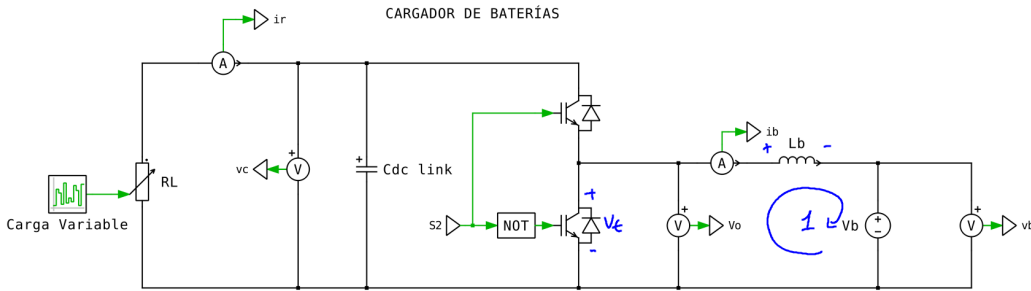 CARGADOR DE BATERÍAS
ir
A
ib
A
+ Lb -
+
vc
V
+
Cdc link
RL
Carga Variable
S2
NOT
+
Vt
-
+
V
Vo
1
Vb
+
-
+
V
vb